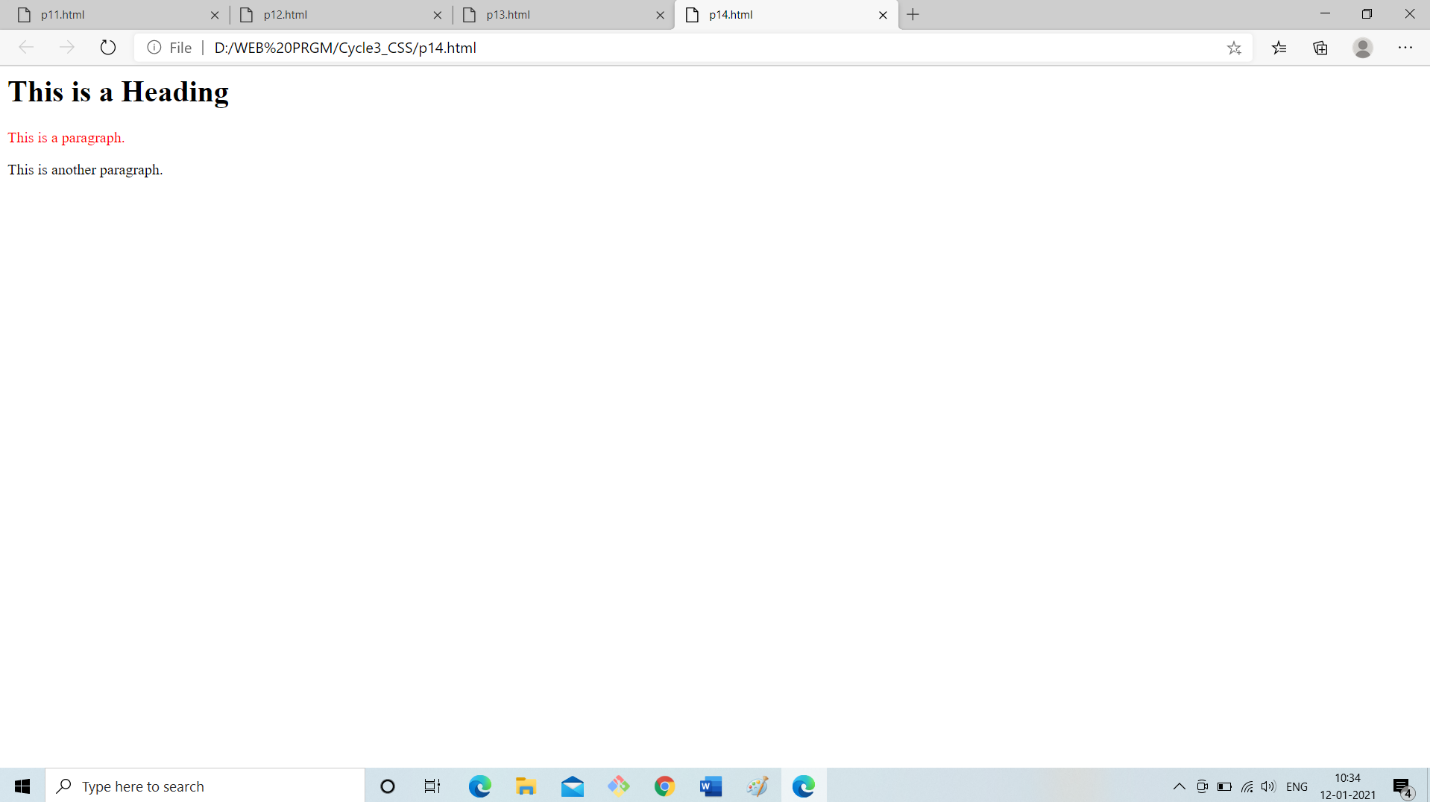 p11.html
p12.html
p13.html
p14.html
File | D:/WEB%20PRGM/Cycle3_CSS/p14.html
This is a Heading
This is a paragraph.
This is another paragraph.
Type here to search
W
ENG
10:34
12-01-2021
4